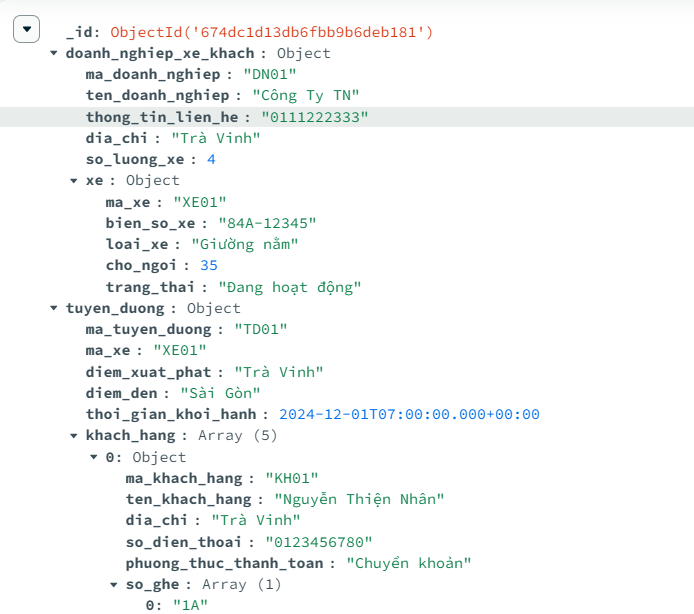 _id: ObjectId('674dc1d13db6fbb9b6deb181')
doanh_nghiep_xe_khach : Object
ma_doanh_nghiep : "DN01"
ten_doanh_nghiep : "Công Ty TN"
thong_tin_lien_he : "0111222333"
dia_chi : "Trà Vinh"
so_luong_xe : 4
xe : Object
ma_xe : "XE01"
bien_so_xe : "84A-12345"
loai_xe : "Giường nằm"
cho_ngoi : 35
trang_thai : "Đang hoạt động"
tuyen_duong : Object
ma_tuyen_duong : "TD01"
ma_xe : "XE01"
diem_xuat_phat : "Trà Vinh"
diem_den : "Sài Gòn"
thoi_gian_khoi_hanh : 2024-12-01T07:00:00.000+00:00
khach_hang : Array (5)
0: Object
ma_khach_hang : "KH01"
ten_khach_hang : "Nguyễn Thiện Nhân"
dia_chi : "Trà Vinh"
so_dien_thoai : "0123456780"
phuong_thuc_thanh_toan : "Chuyển khoản"
so_ghe : Array (1)
0: "1A"